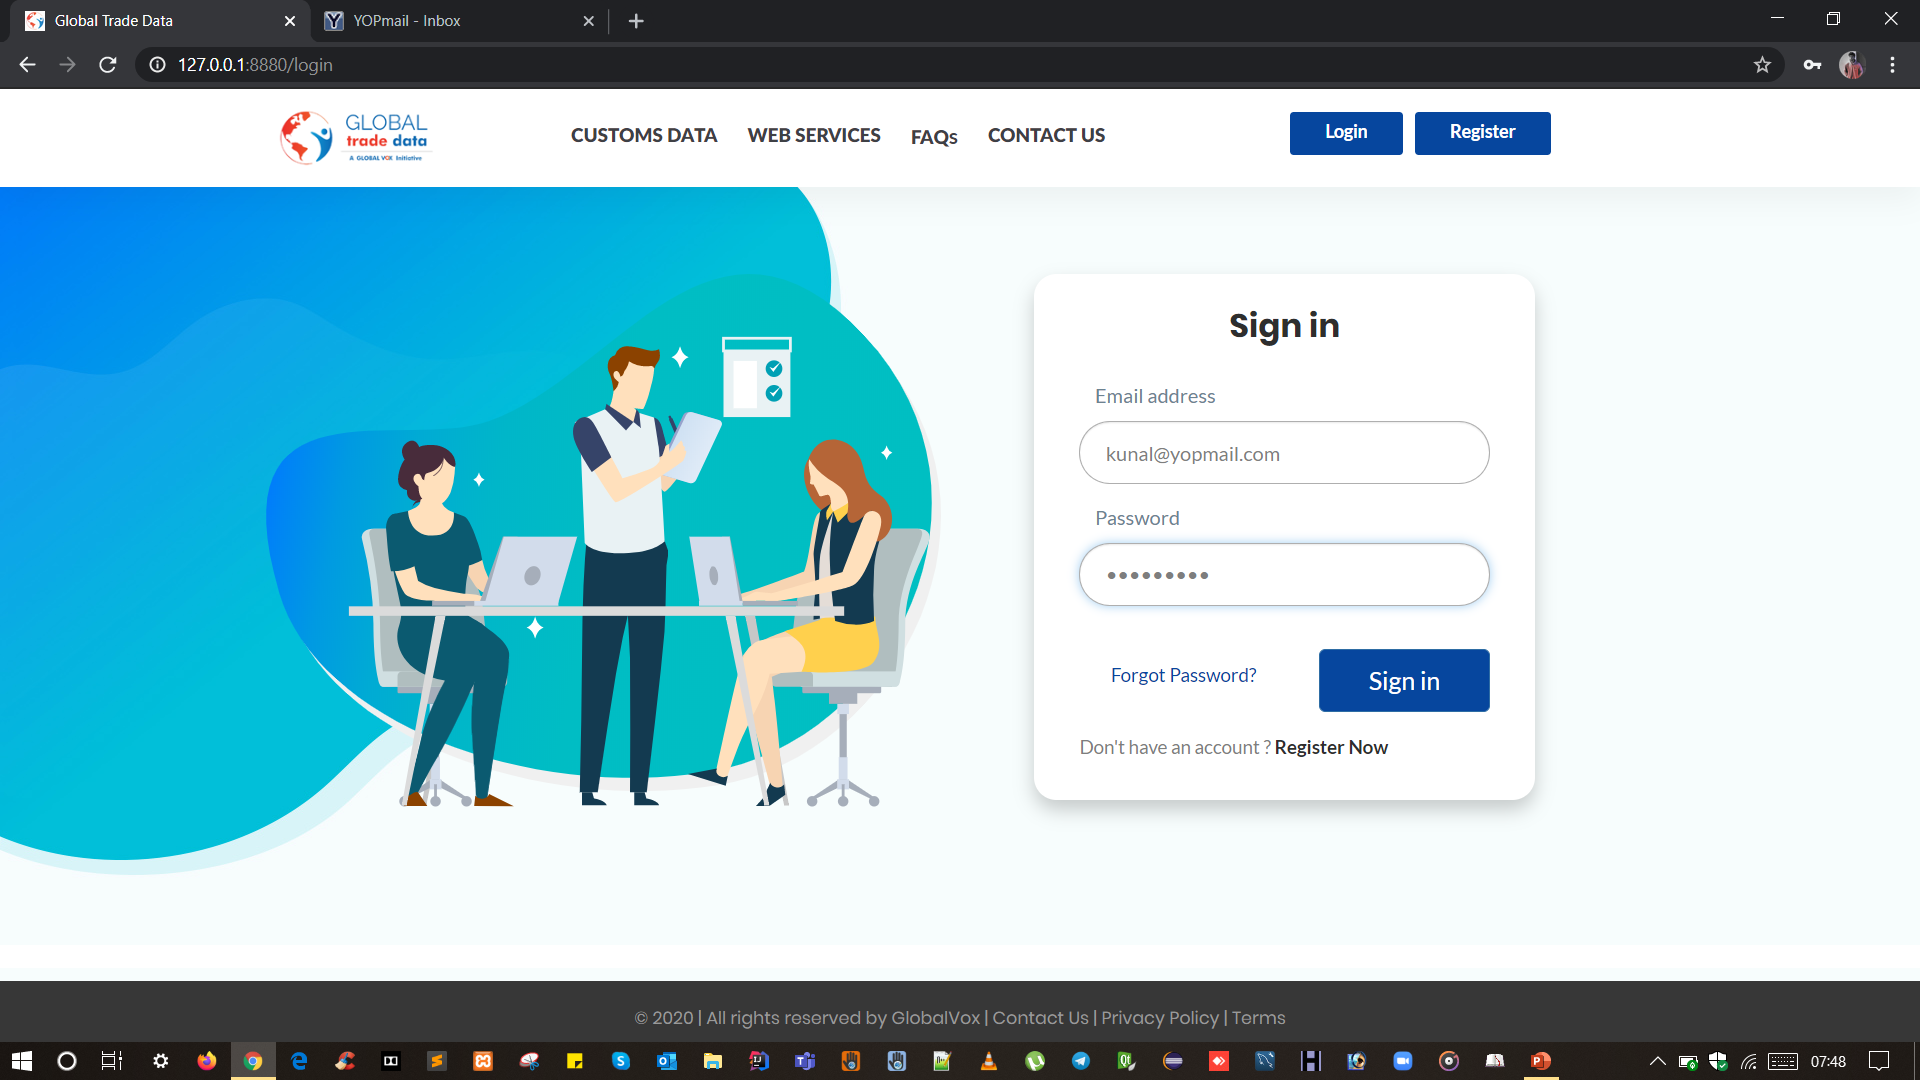 Global Trade Data
YOPmail - Inbox
127.0.0.1:8880/login
GLOBAL
trade data
A GLOBAL VOX Initiative
CUSTOMS DATA
WEB SERVICES
FAQs
CONTACT US
Login
Register
Sign in
Email address
kunal@yopmail.com
Password
•••••••••
Forgot Password?
Sign in
Don't have an account ? Register Now
© 2020 | All rights reserved by GlobalVox | Contact Us | Privacy Policy | Terms
07:48